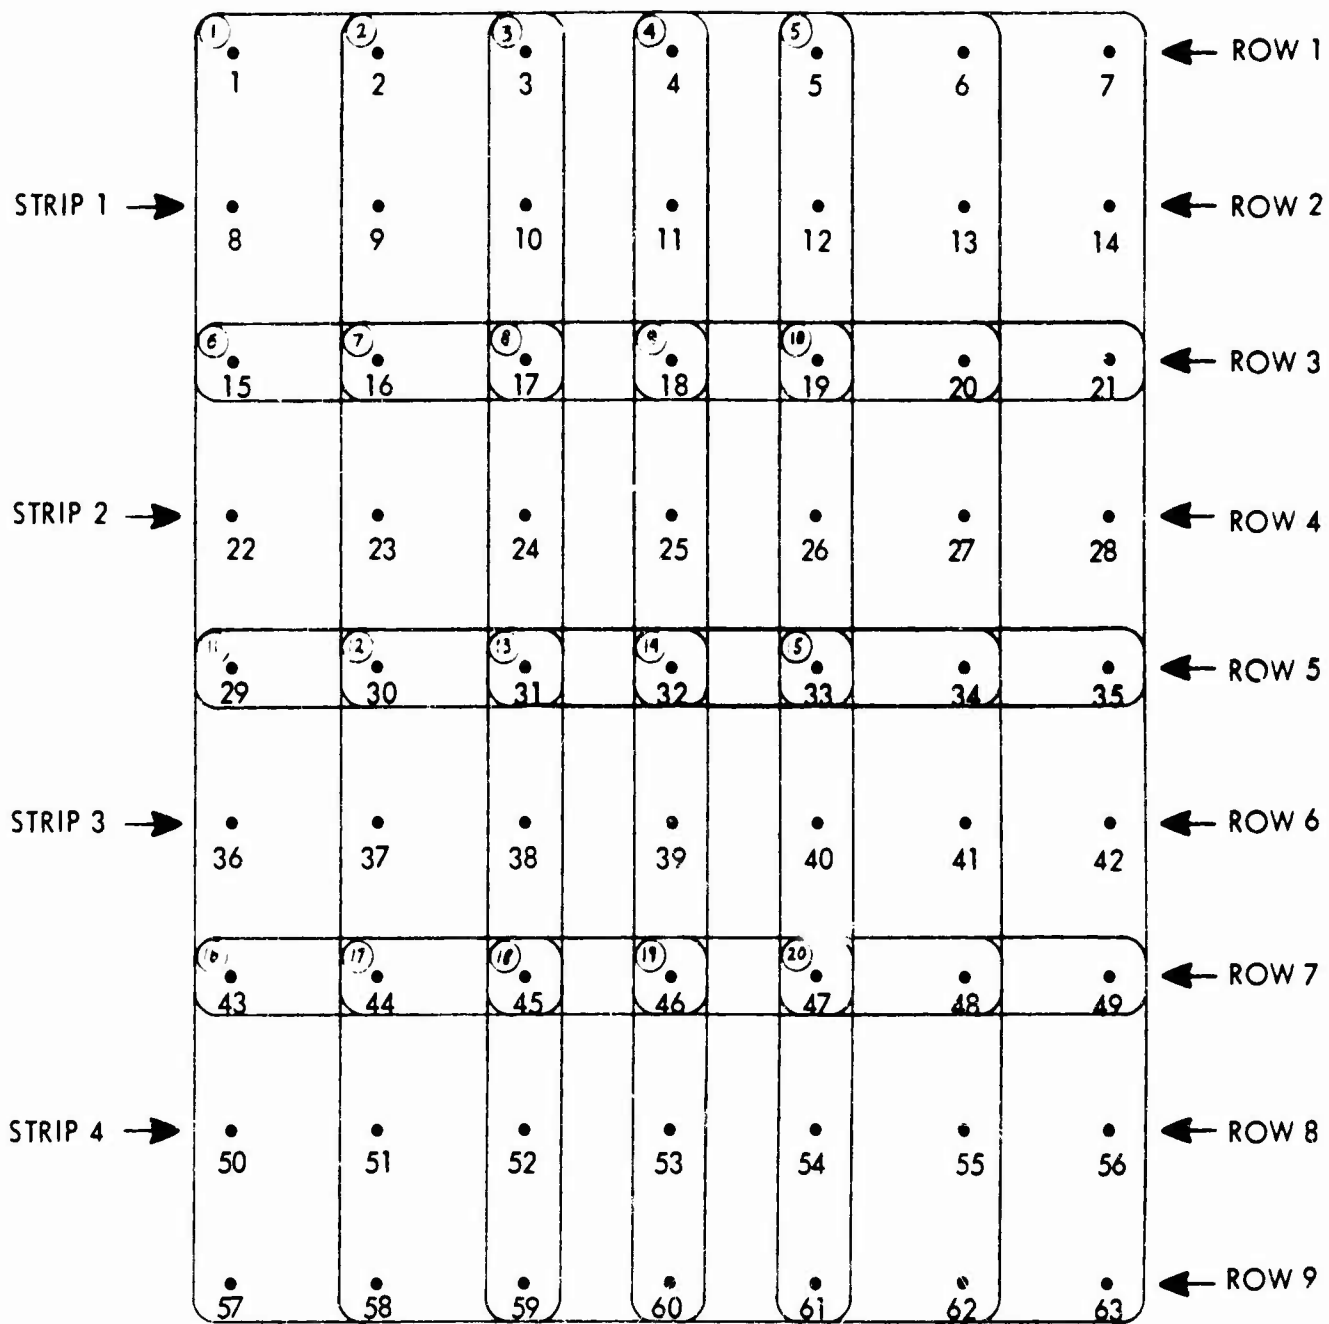 1 2 3 4 5
← ROW 1
1 2 3 4 5 6 7
STRIP 1 → ← ROW 2
8 9 10 11 12 13 14
6 7 8 9 10
← ROW 3
15 16 17 18 19 20 21
STRIP 2 → ← ROW 4
22 23 24 25 26 27 28
11 12 13 14 15
← ROW 5
29 30 31 32 33 34 35
STRIP 3 → ← ROW 6
36 37 38 39 40 41 42
16 17 18 19 20
← ROW 7
43 44 45 46 47 48 49
STRIP 4 → ← ROW 8
50 51 52 53 54 55 56
← ROW 9
57 58 59 60 61 62 63